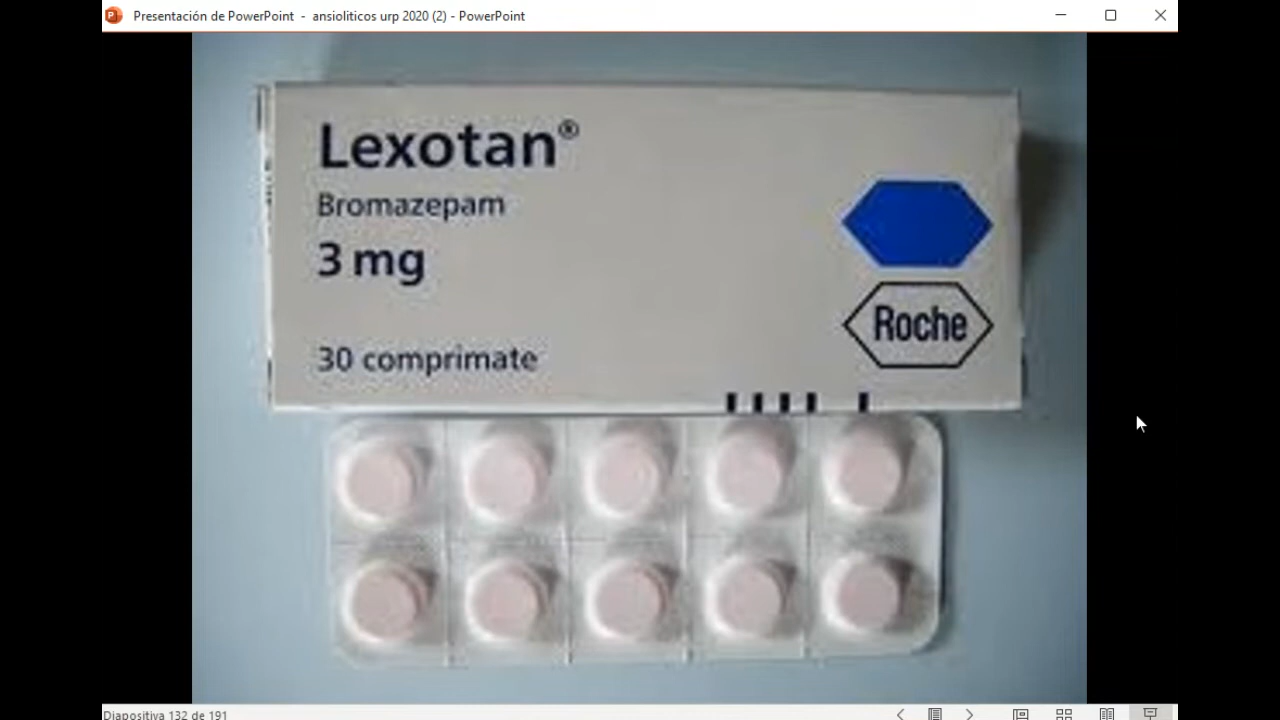 Presentación de PowerPoint - ansioliticos urp 2020 (2) - PowerPoint
Lexotan®
Bromazepam
3 mg
30 comprimate
Roche
Diapositiva 132 de 191